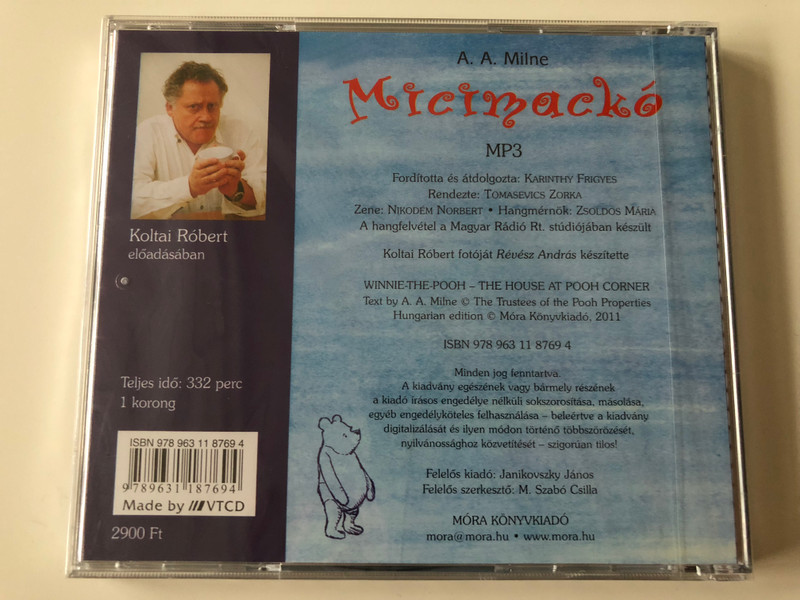 Koltai Róbert
előadásában
Teljes idő: 332 perc
1 korong
ISBN 978 963 11 8769 4
9 789631 187694
Made by VTCD
2900 Ft
A. A. Milne
Micimackó
MP3
Fordította és átdolgozta: KARINTHY FRIGYES
Rendezte: TOMASEVICS ZORKA
Zene: NIKODÉM NORBERT • Hangmérnök: ZSOLDOS MÁRIA
A hangfelvétel a Magyar Rádió Rt. stúdiójában készült
Koltai Róbert fotóját Révész András készítette
WINNIE-THE-POOH – THE HOUSE AT POOH CORNER
Text by A. A. Milne © The Trustees of the Pooh Properties
Hungarian edition © Móra Könyvkiadó, 2011
ISBN 978 963 11 8769 4
Minden jog fenntartva.
A kiadvány egészének vagy bármely részének
a kiadó írásos engedélye nélküli sokszorosítása, másolása,
egyéb engedélyköteles felhasználása – beleértve a kiadvány
digitalizálását és ilyen módon történő többszörözését,
nyilvánossághoz közvetítését – szigorúan tilos!
Felelős kiadó: Janikovszky János
Felelős szerkesztő: M. Szabó Csilla
MÓRA KÖNYVKIADÓ
mora@mora.hu • www.mora.hu